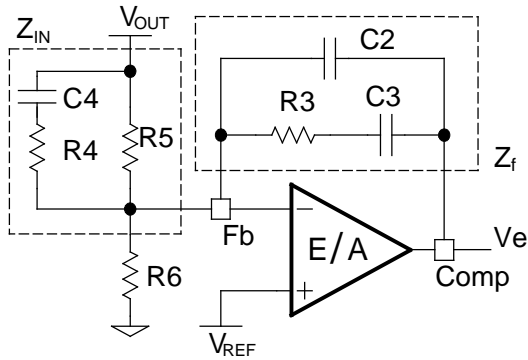 Z_IN
V_OUT
C2
C4
R3
C3
R4
R5
Z_f
−
Fb
E/A
Ve
R6
+
Comp
V_REF